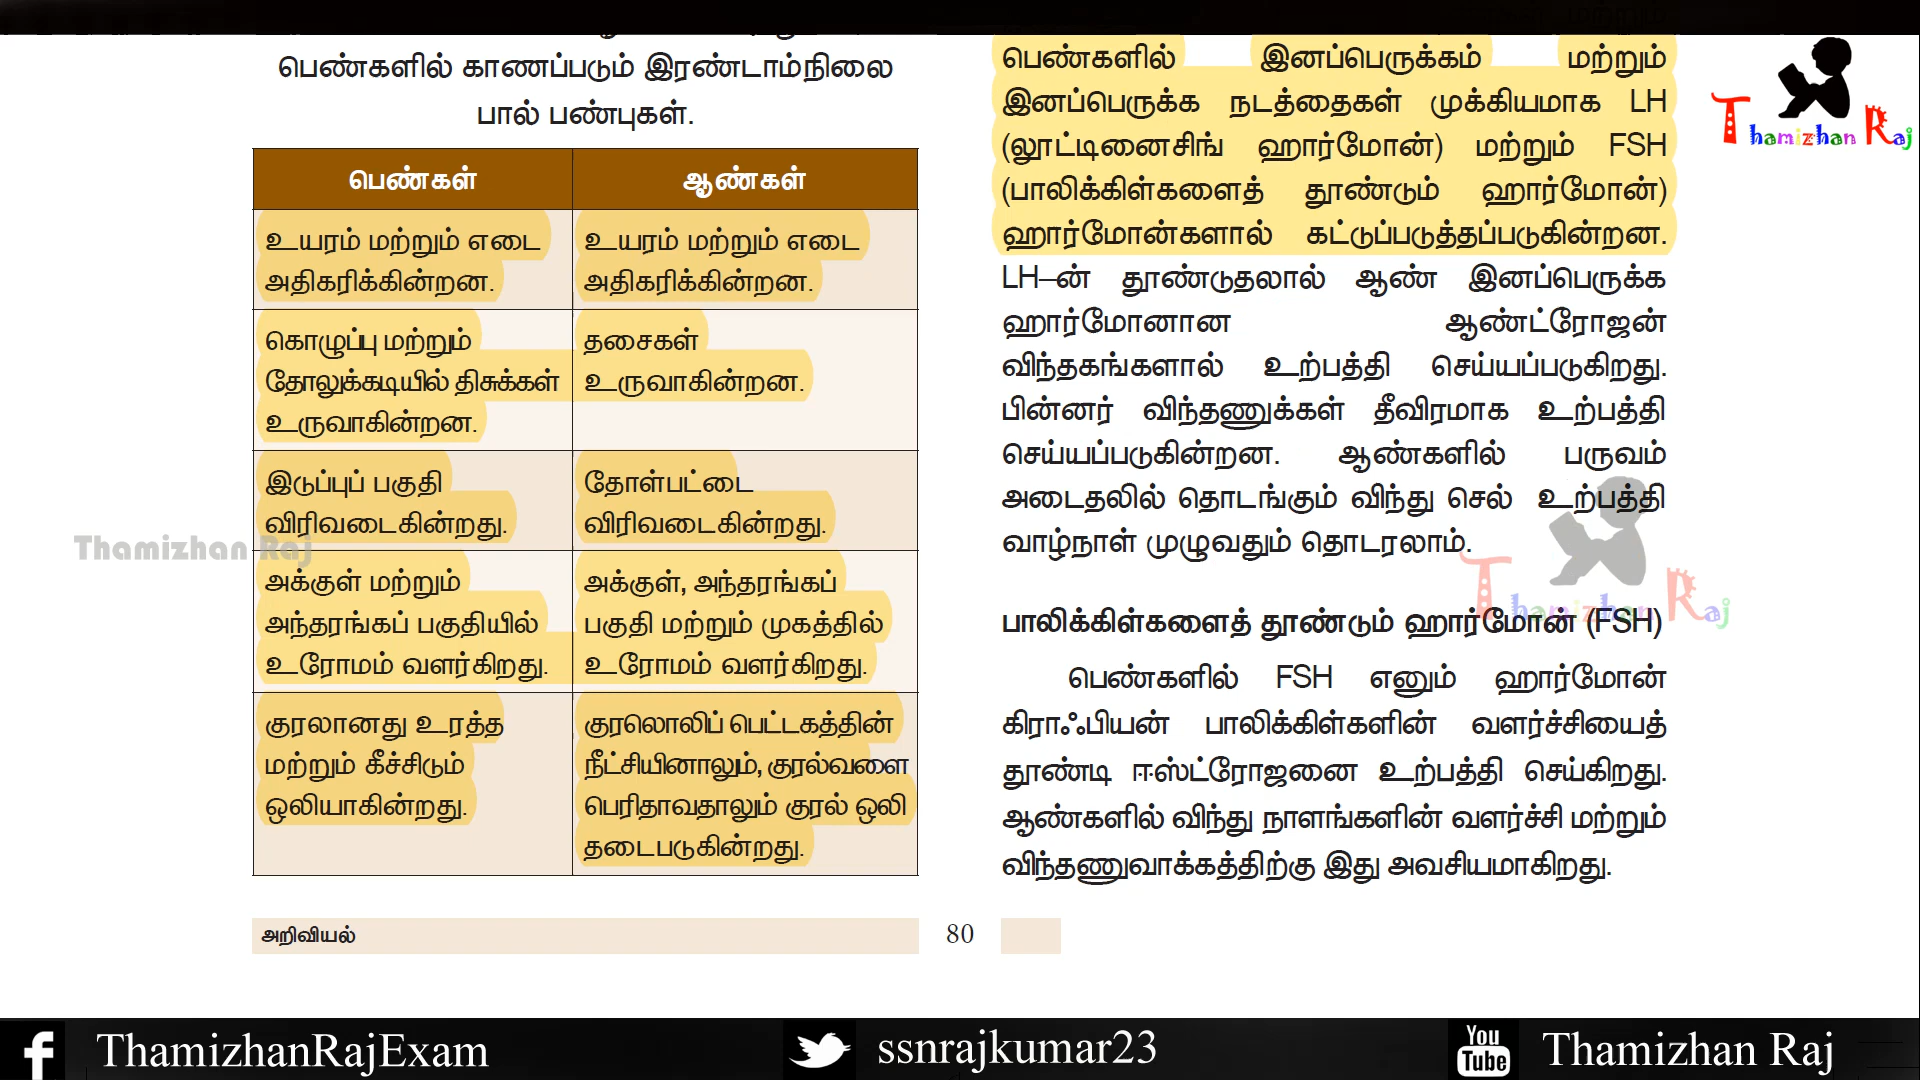 பெண்களில் காணப்படும் இரண்டாம்நிலை
பால் பண்புகள்.
பெண்கள்
ஆண்கள்
உயரம் மற்றும் எடை
அதிகரிக்கின்றன.
உயரம் மற்றும் எடை
அதிகரிக்கின்றன.
கொழுப்பு மற்றும்
தோலுக்கடியில் திசுக்கள்
உருவாகின்றன.
தசைகள்
உருவாகின்றன.
இடுப்புப் பகுதி
விரிவடைகின்றது.
தோள்பட்டை
விரிவடைகின்றது.
அக்குள் மற்றும்
அந்தரங்கப் பகுதியில்
உரோமம் வளர்கிறது.
அக்குள், அந்தரங்கப்
பகுதி மற்றும் முகத்தில்
உரோமம் வளர்கிறது.
குரலானது உரத்த
மற்றும் கீச்சிடும்
ஒலியாகின்றது.
குரலொலிப் பெட்டகத்தின்
நீட்சியினாலும், குரல்வளை
பெரிதாவதாலும் குரல் ஒலி
தடைபடுகின்றது.
அறிவியல்
80
பெண்களில் இனப்பெருக்கம் மற்றும்
இனப்பெருக்க நடத்தைகள் முக்கியமாக LH
(லூட்டினைசிங் ஹார்மோன்) மற்றும் FSH
(பாலிக்கிள்களைத் தூண்டும் ஹார்மோன்)
ஹார்மோன்களால் கட்டுப்படுத்தப்படுகின்றன.
LH–ன் தூண்டுதலால் ஆண் இனப்பெருக்க
ஹார்மோனான ஆண்ட்ரோஜன்
விந்தகங்களால் உற்பத்தி செய்யப்படுகிறது.
பின்னர் விந்தணுக்கள் தீவிரமாக உற்பத்தி
செய்யப்படுகின்றன. ஆண்களில் பருவம்
அடைதலில் தொடங்கும் விந்து செல் உற்பத்தி
வாழ்நாள் முழுவதும் தொடரலாம்.
பாலிக்கிள்களைத் தூண்டும் ஹார்மோன் (FSH)
பெண்களில் FSH எனும் ஹார்மோன்
கிராஃபியன் பாலிக்கிள்களின் வளர்ச்சியைத்
தூண்டி ஈஸ்ட்ரோஜனை உற்பத்தி செய்கிறது.
ஆண்களில் விந்து நாளங்களின் வளர்ச்சி மற்றும்
விந்தணுவாக்கத்திற்கு இது அவசியமாகிறது.
Thamizhan Raj
Thamizhan Raj
Thamizhan Raj
f ThamizhanRajExam
ssnrajkumar23
You Tube Thamizhan Raj